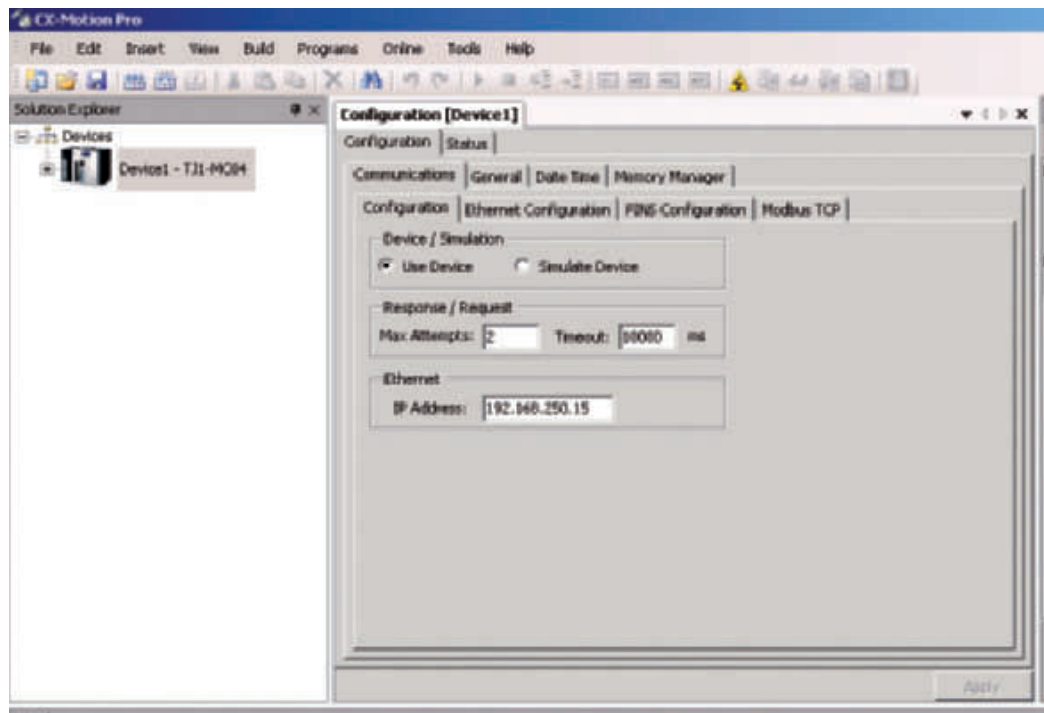 CX-Motion Pro
File Edit Insert View Build Programs Online Tools Help
Solution Explorer
Devices
Device1 - TJ1-MC04
Configuration [Device1]
Configuration Status
Communications General Date Time Memory Manager
Configuration Ethernet Configuration FINS Configuration Modbus TCP
Device / Simulation
Use Device Simulate Device
Response / Request
Max Attempts: 2 Timeout: 10000 ms
Ethernet
IP Address: 192.168.250.15
Apply